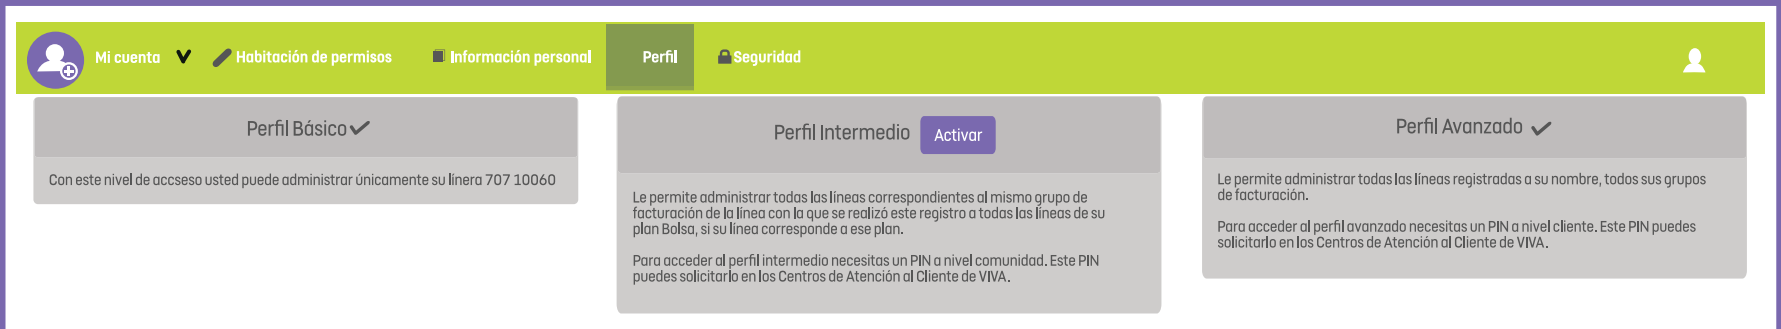 Mi cuenta
Habitación de permisos
Información personal
Perfil
Seguridad
Perfil Básico
Con este nivel de accseso usted puede administrar únicamente su línera 707 10060
Perfil Intermedio
Activar
Le permite administrar todas las líneas correspondientes al mismo grupo de
facturación de la línea con la que se realizó este registro a todas las líneas de su
plan Bolsa, si su línea corresponde a ese plan.
Para acceder al perfil intermedio necesitas un PIN a nivel comunidad. Este PIN
puedes solicitarlo en los Centros de Atención al Cliente de VIVA.
Perfil Avanzado
Le permite administrar todas las líneas registradas a su nombre, todos sus grupos
de facturación.
Para acceder al perfil avanzado necesitas un PIN a nivel cliente. Este PIN puedes
solicitarlo en los Centros de Atención al Cliente de VIVA.